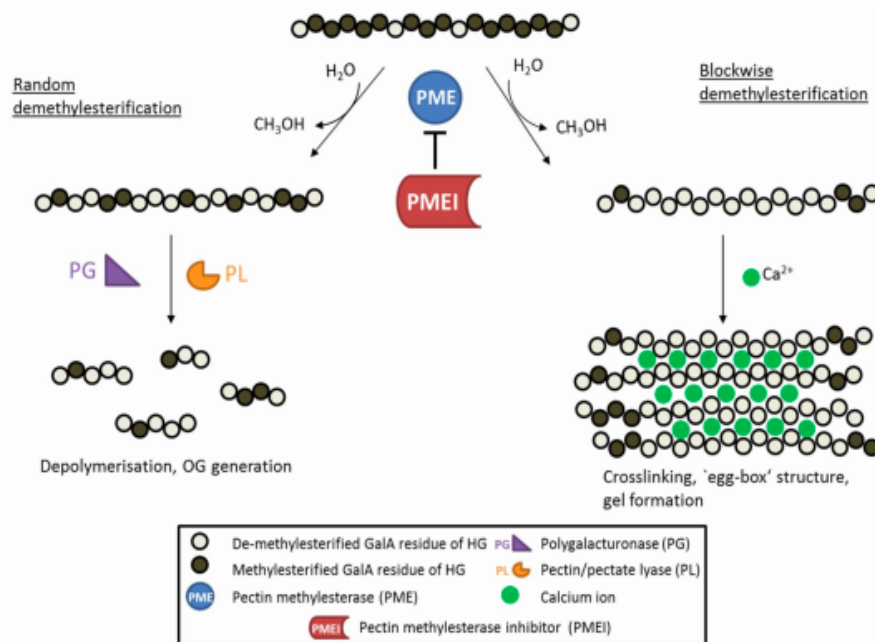 Random
demethylesterification
H₂O
CH₃OH
PME
PMEI
H₂O
CH₃OH
Blockwise
demethylesterification
PG
PL
Ca²⁺
Depolymerisation, OG generation
Crosslinking, `egg-box‘ structure,
gel formation
De-methylesterified GalA residue of HG
Methylesterified GalA residue of HG
PME Pectin methylesterase (PME)
PG Polygalacturonase (PG)
PL Pectin/pectate lyase (PL)
Calcium ion
PMEI Pectin methylesterase inhibitor (PMEI)